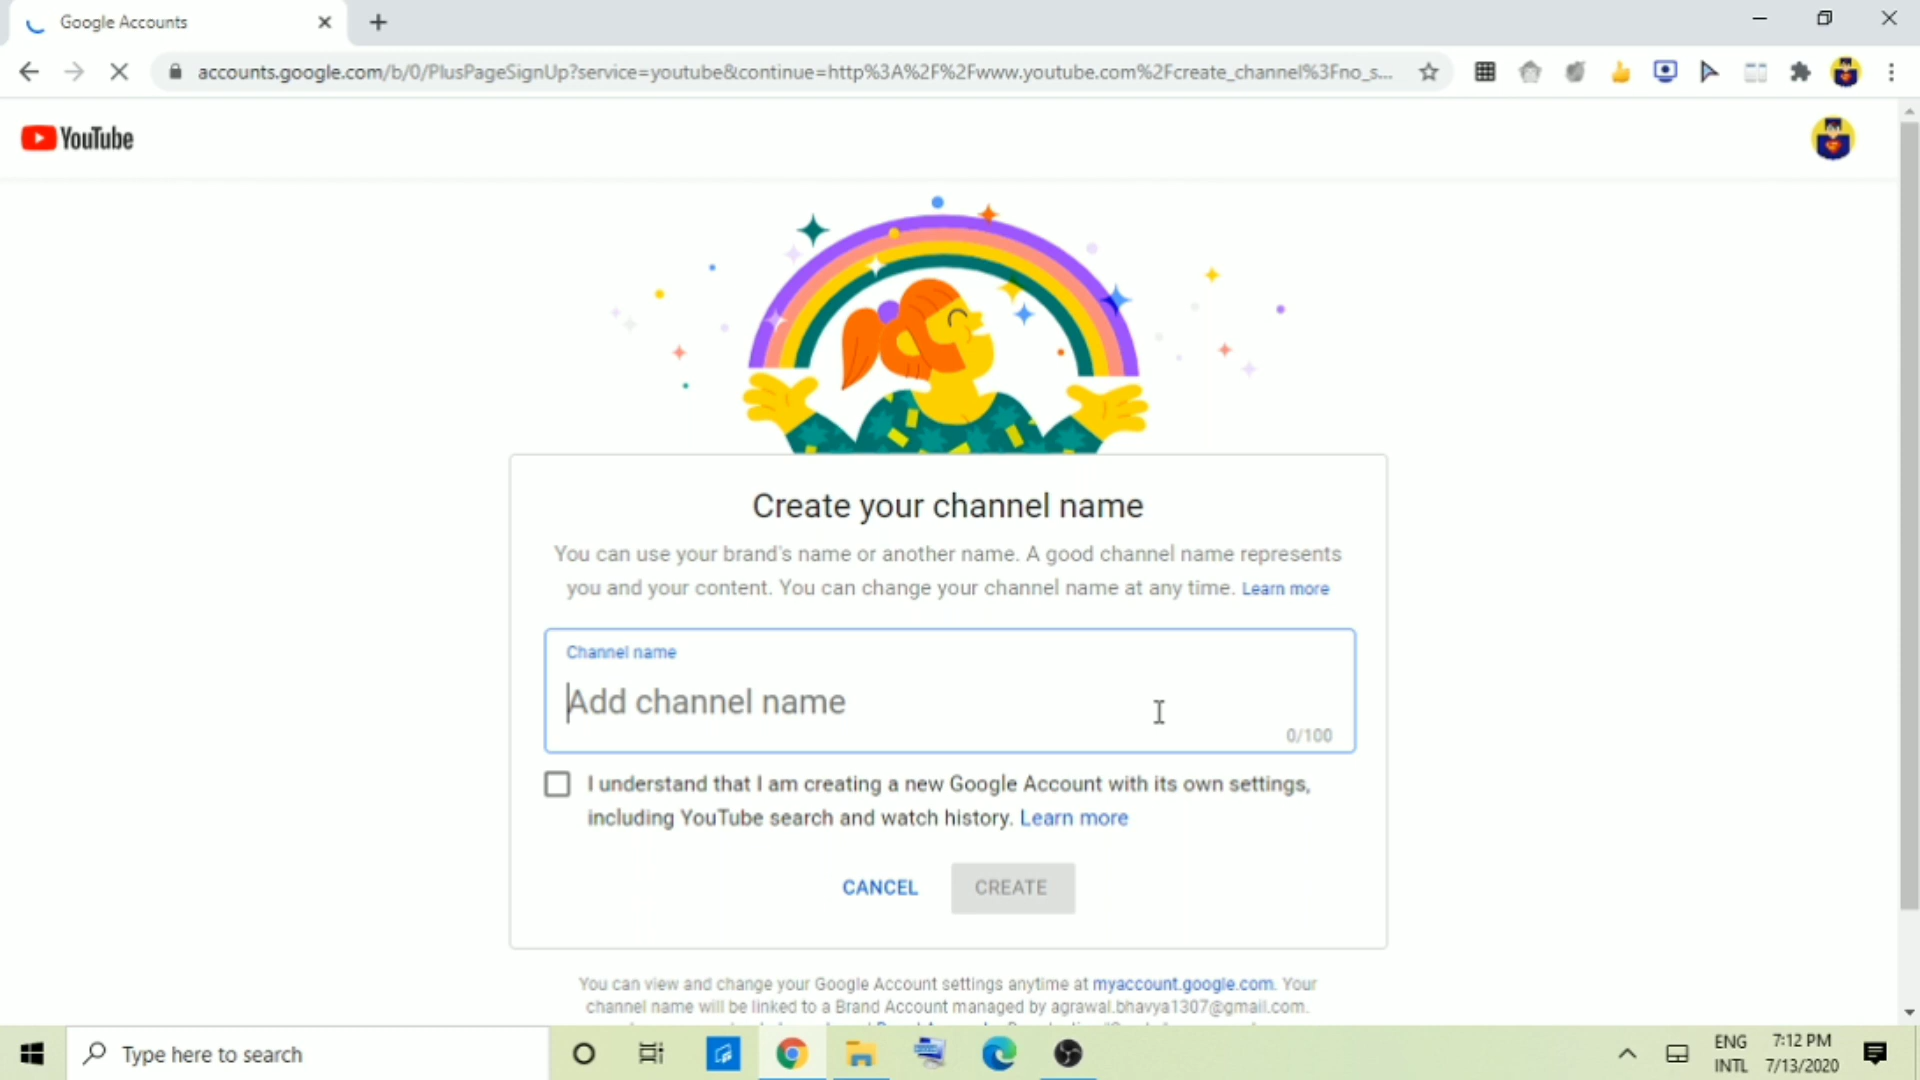 Google Accounts
accounts.google.com/b/0/PlusPageSignUp?service=youtube&continue=http%3A%2F%2Fwww.youtube.com%2Fcreate_channel%3Fno_s...
YouTube
Create your channel name
You can use your brand's name or another name. A good channel name represents
you and your content. You can change your channel name at any time. Learn more
Channel name
Add channel name
0/100
I understand that I am creating a new Google Account with its own settings,
including YouTube search and watch history. Learn more
CANCEL
CREATE
You can view and change your Google Account settings anytime at myaccount.google.com. Your
channel name will be linked to a Brand Account managed by agrawal.bhavya1307@gmail.com.
Type here to search
ENG
INTL
7:12 PM
7/13/2020